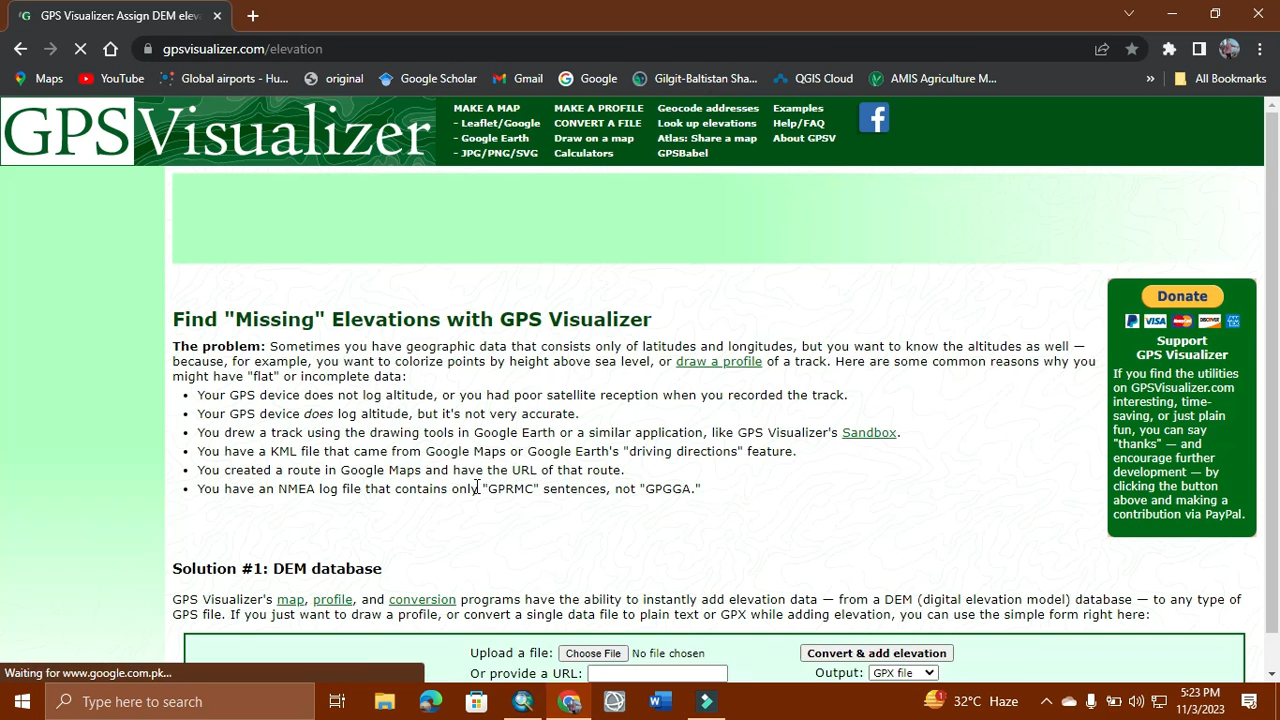 GPS Visualizer: Assign DEM elev
gpsvisualizer.com/elevation
Maps
YouTube
Global airports - Hu...
original
Google Scholar
Gmail
Google
Gilgit-Baltistan Sha...
QGIS Cloud
AMIS Agriculture M...
»
All Bookmarks
GPSVisualizer
MAKE A MAP
- Leaflet/Google
- Google Earth
- JPG/PNG/SVG
MAKE A PROFILE
CONVERT A FILE
Draw on a map
Calculators
Geocode addresses
Look up elevations
Atlas: Share a map
GPSBabel
Examples
Help/FAQ
About GPSV
Find "Missing" Elevations with GPS Visualizer
The problem: Sometimes you have geographic data that consists only of latitudes and longitudes, but you want to know the altitudes as well —
because, for example, you want to colorize points by height above sea level, or draw a profile of a track. Here are some common reasons why you
might have "flat" or incomplete data:
• Your GPS device does not log altitude, or you had poor satellite reception when you recorded the track.
• Your GPS device does log altitude, but it's not very accurate.
• You drew a track using the drawing tools in Google Earth or a similar application, like GPS Visualizer's Sandbox.
• You have a KML file that came from Google Maps or Google Earth's "driving directions" feature.
• You created a route in Google Maps and have the URL of that route.
• You have an NMEA log file that contains only "GPRMC" sentences, not "GPGGA."
Donate
PayPal VISA DISCOVER
Support
GPS Visualizer
If you find the utilities
on GPSVisualizer.com
interesting, time-
saving, or just plain
fun, you can say
"thanks" — and
encourage further
development — by
clicking the button
above and making a
contribution via PayPal.
Solution #1: DEM database
GPS Visualizer's map, profile, and conversion programs have the ability to instantly add elevation data — from a DEM (digital elevation model) database — to any type of
GPS file. If you just want to draw a profile, or convert a single data file to plain text or GPX while adding elevation, you can use the simple form right here:
Upload a file: Choose File No file chosen
Convert & add elevation
Or provide a URL:
Output: GPX file
Waiting for www.google.com.pk...
Type here to search
32°C Haze
5:23 PM
11/3/2023